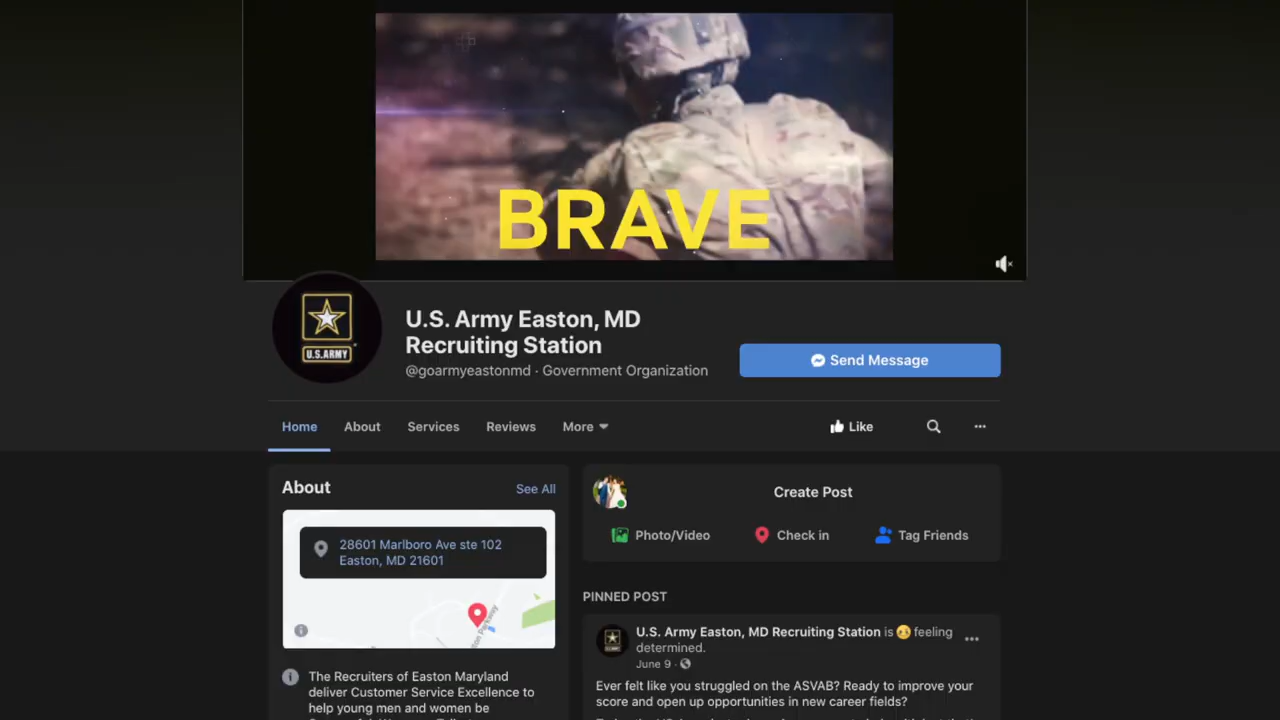 BRAVE
U.S.ARMY
U.S. Army Easton, MD
Recruiting Station
@goarmyeastonmd · Government Organization
Send Message
Home
About
Services
Reviews
More
Like
About
See All
28601 Marlboro Ave ste 102
Easton, MD 21601
The Recruiters of Easton Maryland
deliver Customer Service Excellence to
help young men and women be
Create Post
Photo/Video
Check in
Tag Friends
PINNED POST
U.S. Army Easton, MD Recruiting Station is 🥹 feeling
determined.
June 9 ·
Ever felt like you struggled on the ASVAB? Ready to improve your
score and open up opportunities in new career fields?